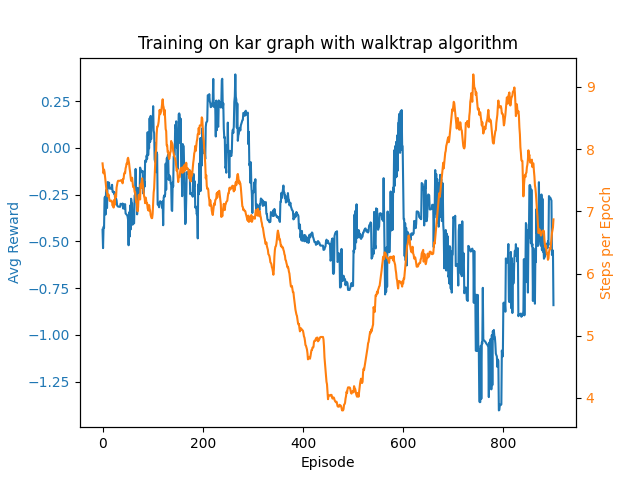 Training on kar graph with walktrap algorithm
0.25
0.00
−0.25
−0.50
−0.75
−1.00
−1.25
Avg Reward
9
8
7
6
5
4
Steps per Epoch
0 200 400 600 800
Episode